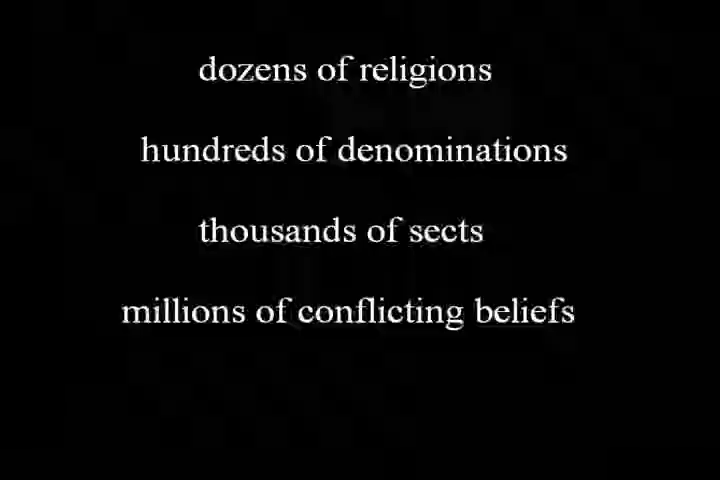 dozens of religions
hundreds of denominations
thousands of sects
millions of conflicting beliefs